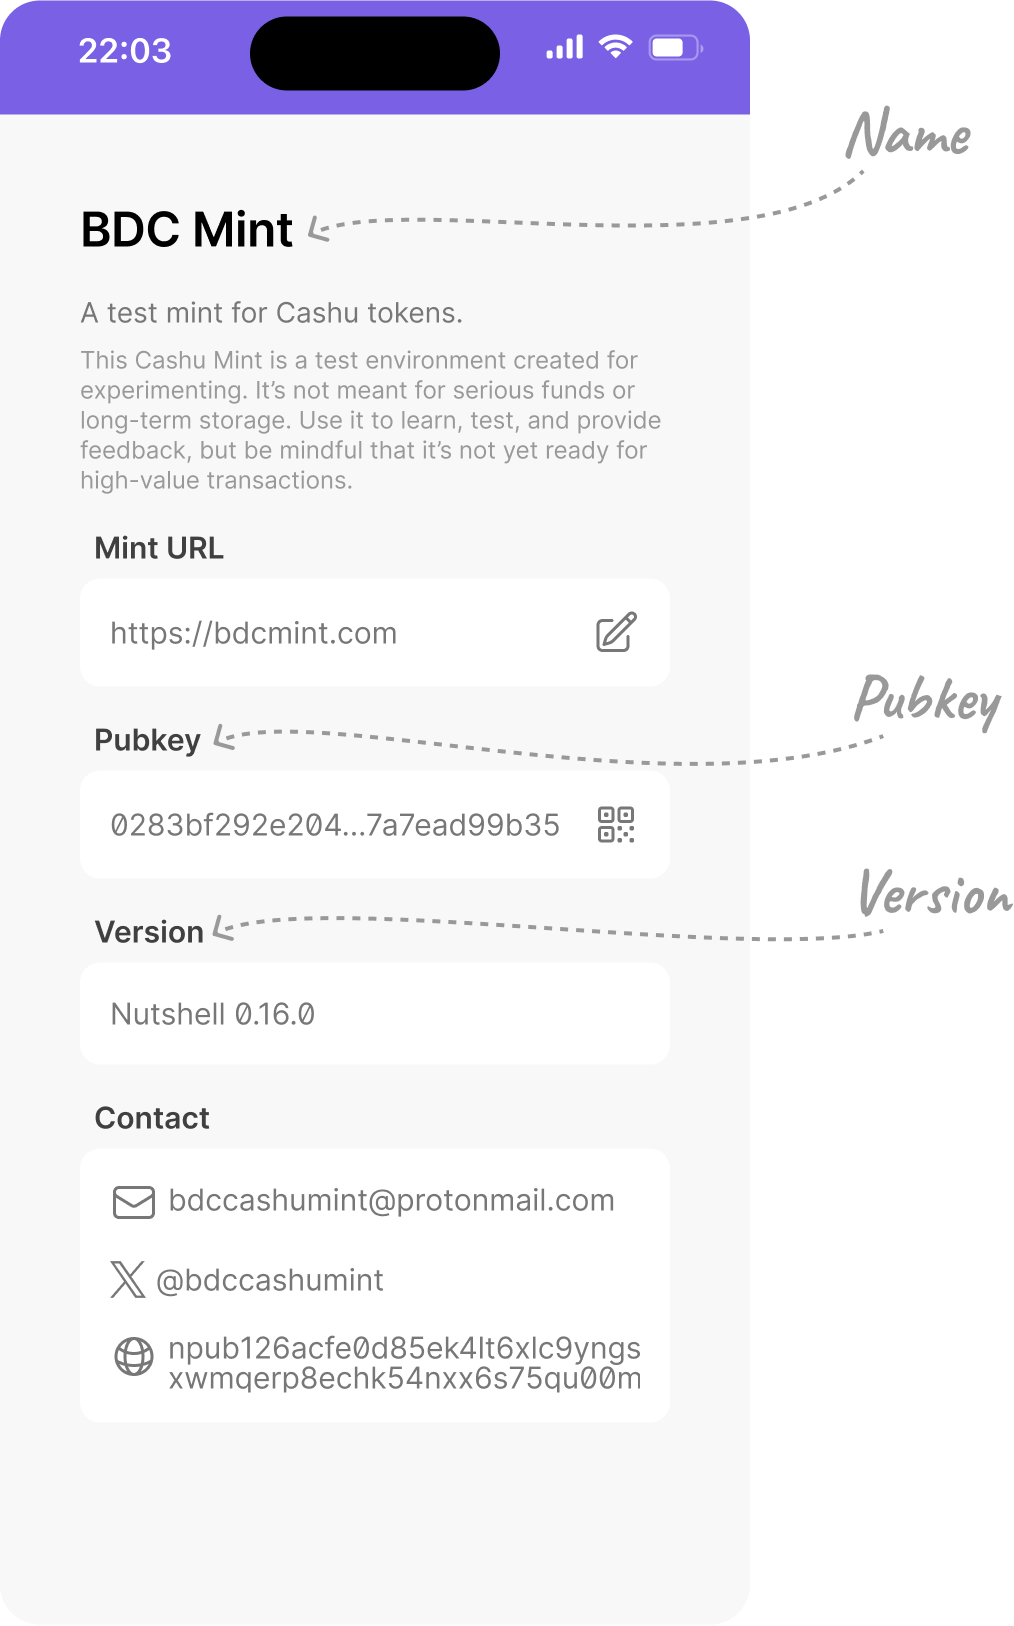 22:03
Name
BDC Mint
A test mint for Cashu tokens.
This Cashu Mint is a test environment created for
experimenting. It’s not meant for serious funds or
long-term storage. Use it to learn, test, and provide
feedback, but be mindful that it’s not yet ready for
high-value transactions.
Mint URL
https://bdcmint.com
Pubkey
Pubkey
0283bf292e204...7a7ead99b35
Version
Version
Nutshell 0.16.0
Contact
bdccashumint@protonmail.com
@bdccashumint
npub126acfe0d85ek4lt6xlc9yngs
xwmqerp8echk54nxx6s75qu00m